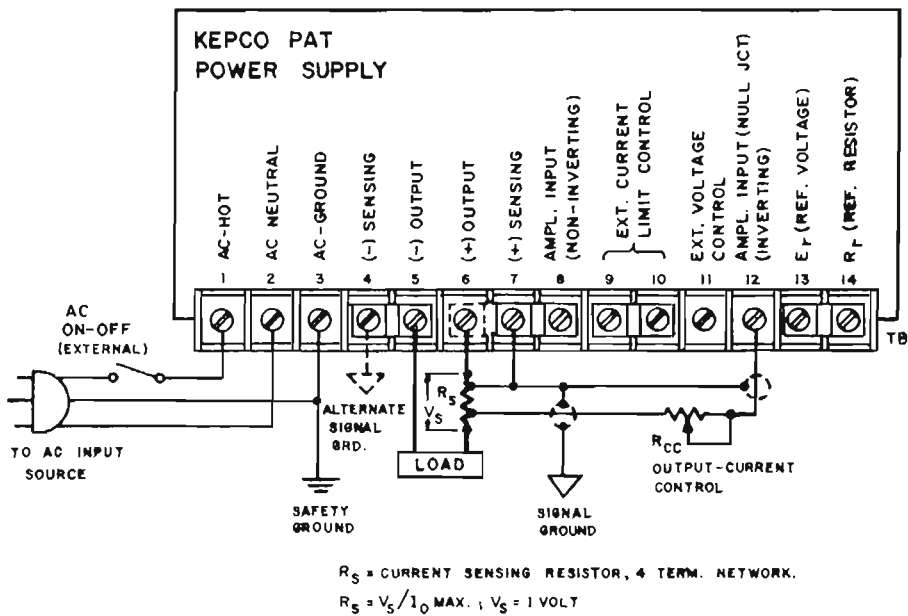 KEPCO PAT
POWER SUPPLY
AC-HOT
AC NEUTRAL
AC-GROUND
(-) SENSING
(-) OUTPUT
(+) OUTPUT
(+) SENSING
AMPL. INPUT
(NON-INVERTING)
EXT. CURRENT
LIMIT CONTROL
EXT. VOLTAGE
CONTROL
AMPL. INPUT (NULL JCT)
(INVERTING)
Er (REF. VOLTAGE)
Rr (REF. RESISTOR)
1 2 3 4 5 6 7 8 9 10 11 12 13 14
TB
AC
ON-OFF
(EXTERNAL)
TO AC INPUT
SOURCE
ALTERNATE
SIGNAL
GRD.
RS
VS
LOAD
RCC
OUTPUT-CURRENT
CONTROL
SAFETY
GROUND
SIGNAL
GROUND
RS = CURRENT SENSING RESISTOR, 4 TERM. NETWORK.
RS = VS/IO MAX. , VS = 1 VOLT